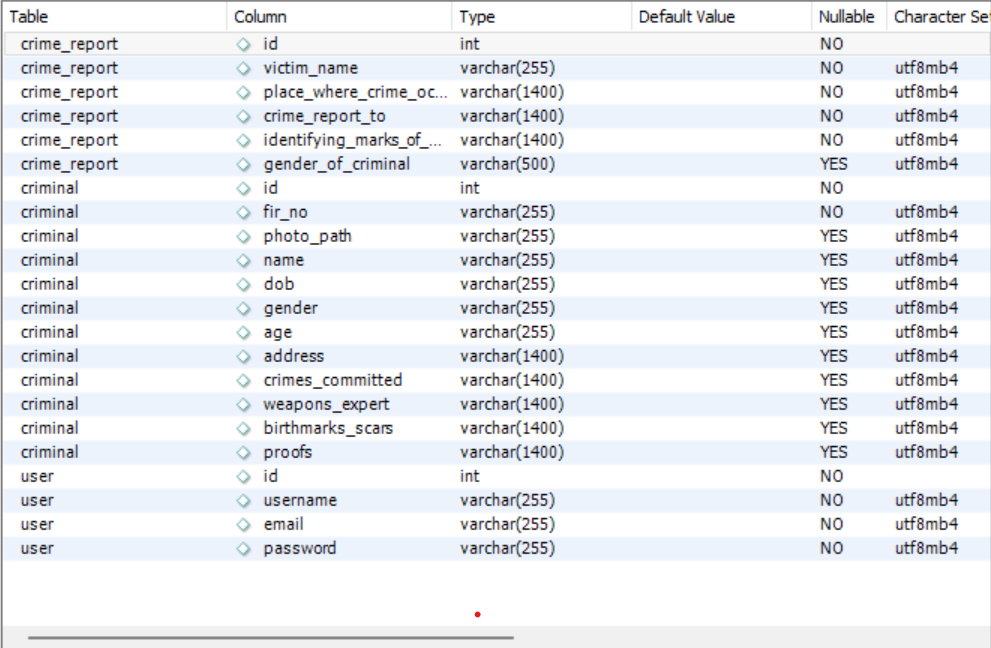 Table Column Type Default Value Nullable Character Se
crime_report id int NO
crime_report victim_name varchar(255) NO utf8mb4
crime_report place_where_crime_oc... varchar(1400) NO utf8mb4
crime_report crime_report_to varchar(1400) NO utf8mb4
crime_report identifying_marks_of_... varchar(1400) NO utf8mb4
crime_report gender_of_criminal varchar(500) YES utf8mb4
criminal id int NO
criminal fir_no varchar(255) NO utf8mb4
criminal photo_path varchar(255) YES utf8mb4
criminal name varchar(255) YES utf8mb4
criminal dob varchar(255) YES utf8mb4
criminal gender varchar(255) YES utf8mb4
criminal age varchar(255) YES utf8mb4
criminal address varchar(1400) YES utf8mb4
criminal crimes_committed varchar(1400) YES utf8mb4
criminal weapons_expert varchar(1400) YES utf8mb4
criminal birthmarks_scars varchar(1400) YES utf8mb4
criminal proofs varchar(1400) YES utf8mb4
user id int NO
user username varchar(255) NO utf8mb4
user email varchar(255) NO utf8mb4
user password varchar(255) NO utf8mb4